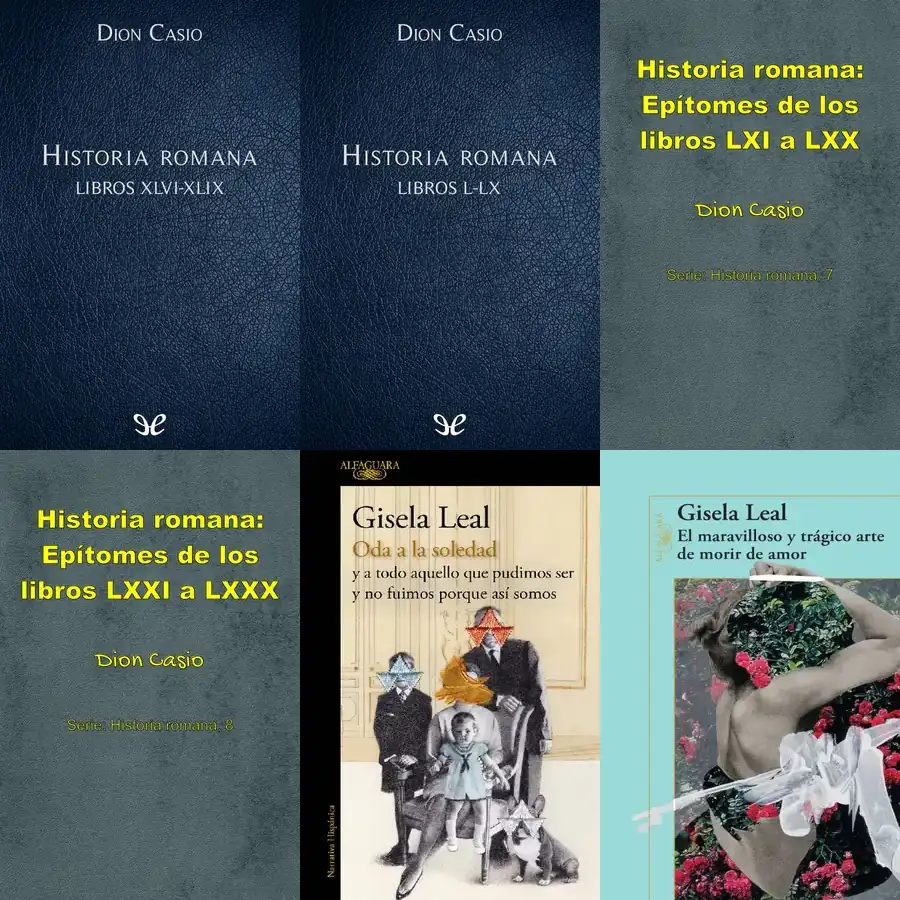 DION CASIO
HISTORIA ROMANA
LIBROS XLVI-XLIX
DION CASIO
HISTORIA ROMANA
LIBROS L-LX
Historia romana:
Epítomes de los
libros LXI a LXX
Dion Casio
Serie: Historia romana, 7
Historia romana:
Epítomes de los
libros LXXI a LXXX
Dion Casio
Serie: Historia romana, 8
ALFAGUARA
Gisela Leal
Oda a la soledad
y a todo aquello que pudimos ser
y no fuimos porque así somos
Narrativa Hispánica
Gisela Leal
El maravilloso y trágico arte
de morir de amor